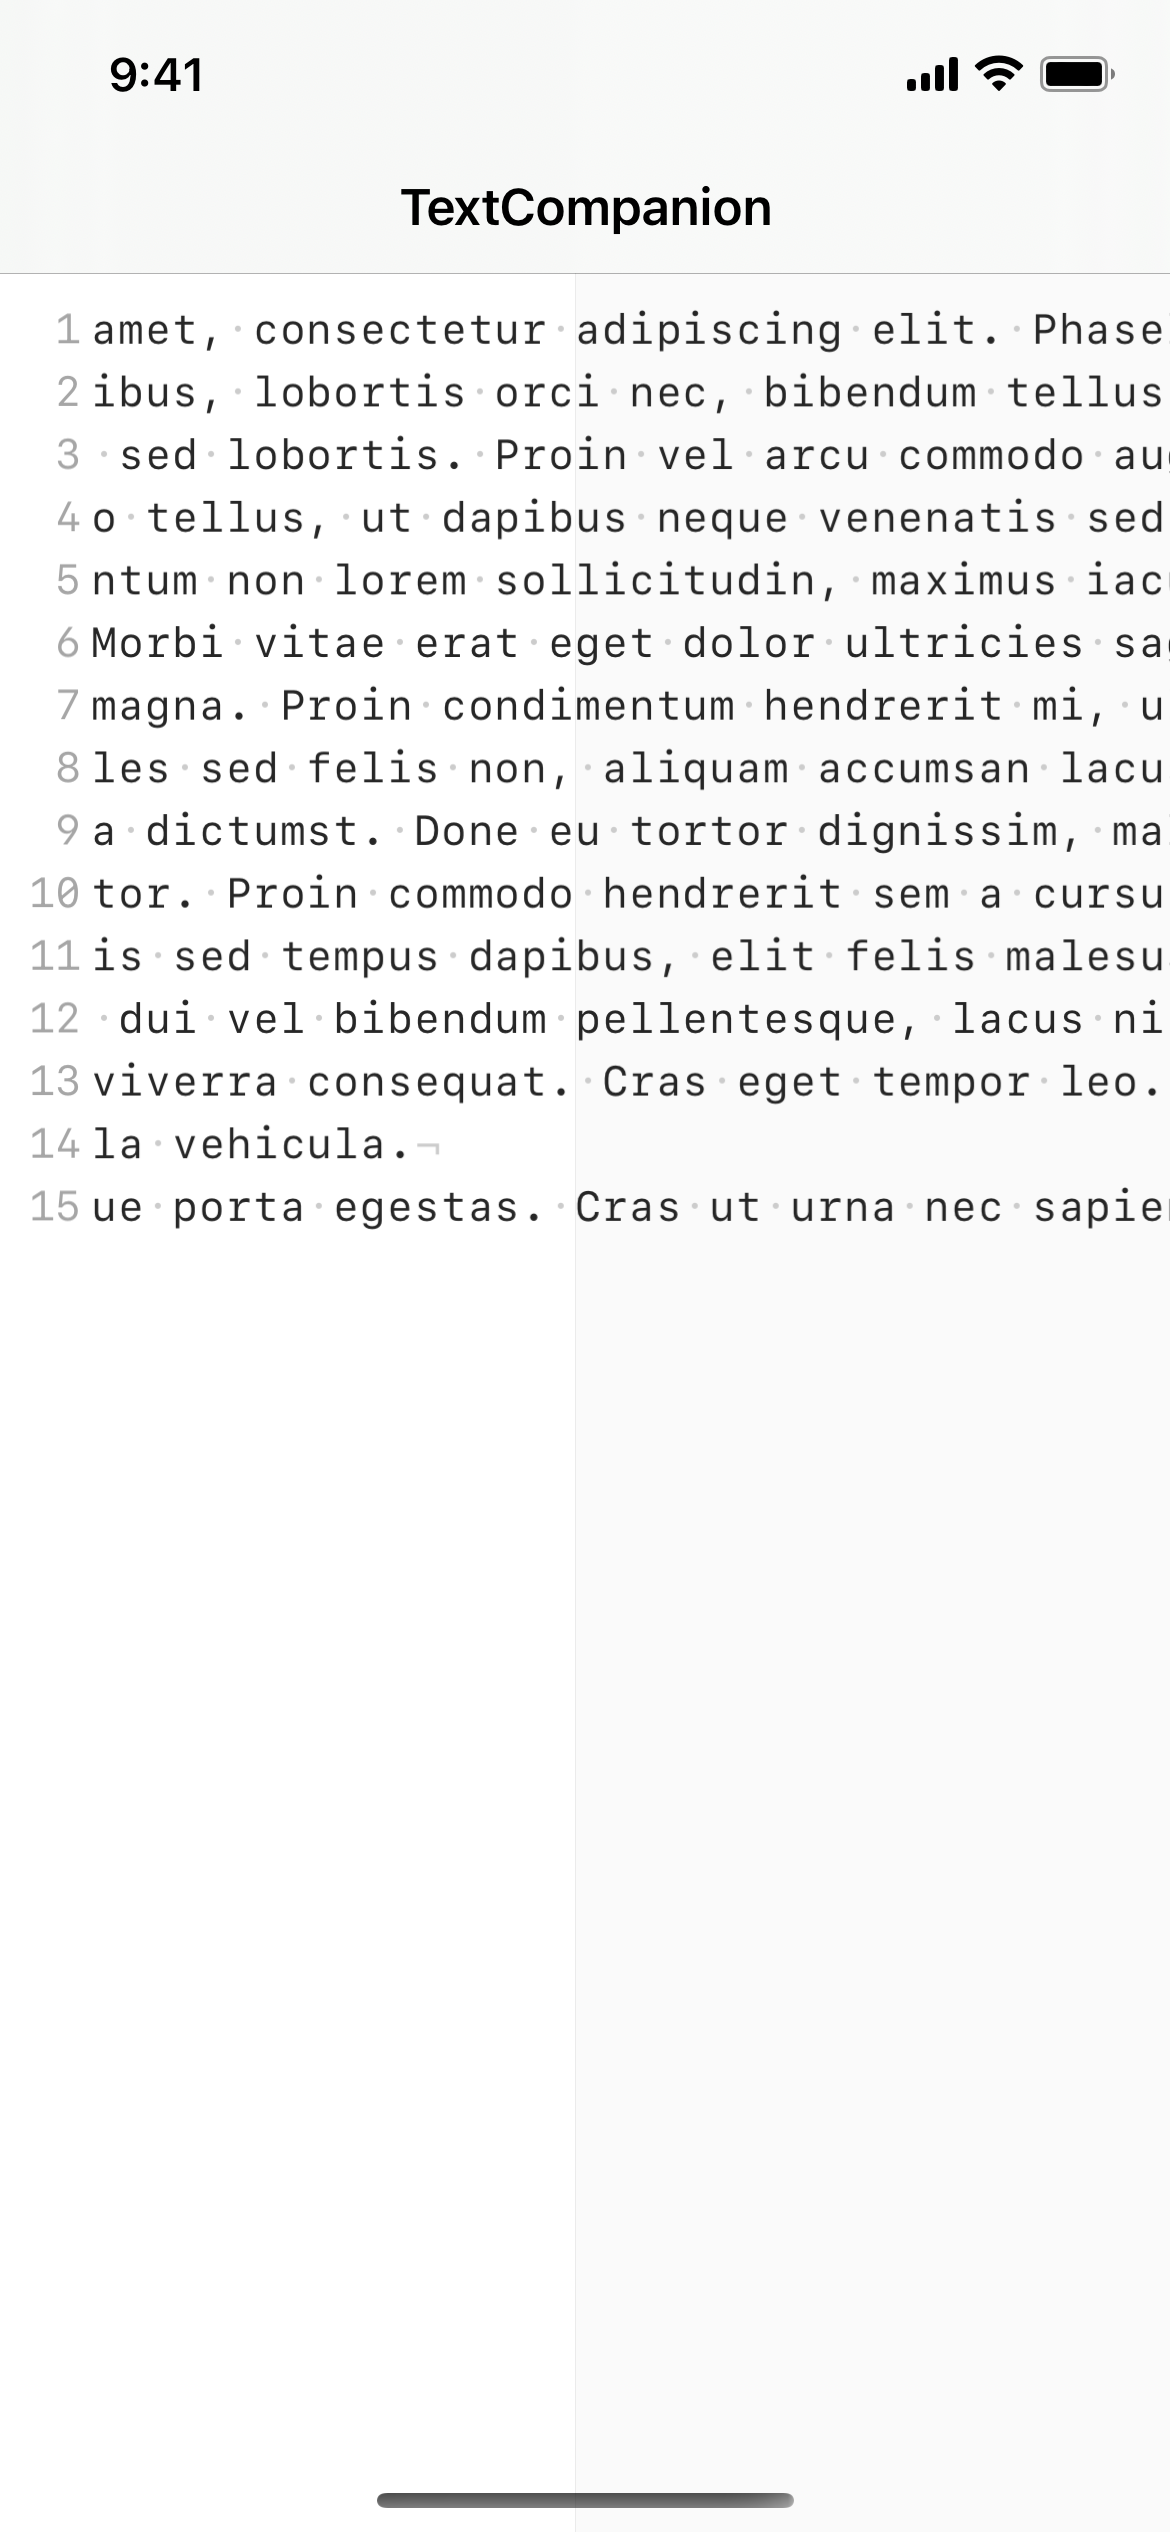 9:41
TextCompanion
1 amet,·consectetur·adipiscing·elit.·Phase
2 ibus,·lobortis·orci·nec,·bibendum·tellus
3 ·sed·lobortis.·Proin·vel·arcu·commodo·aug
4 o·tellus,·ut·dapibus·neque·venenatis·sed
5 ntum·non·lorem·sollicitudin,·maximus·iacu
6 Morbi·vitae·erat·eget·dolor·ultricies·sag
7 magna.·Proin·condimentum·hendrerit·mi,·u
8 les·sed·felis·non,·aliquam·accumsan·lacu
9 a·dictumst.·Done·eu·tortor·dignissim,·mal
10 tor.·Proin·commodo·hendrerit·sem·a·cursu
11 is·sed·tempus·dapibus,·elit·felis·malesu
12 ·dui·vel·bibendum·pellentesque,·lacus·ni
13 viverra·consequat.·Cras·eget·tempor·leo.
14 la·vehicula.¬
15 ue·porta·egestas.·Cras·ut·urna·nec·sapien